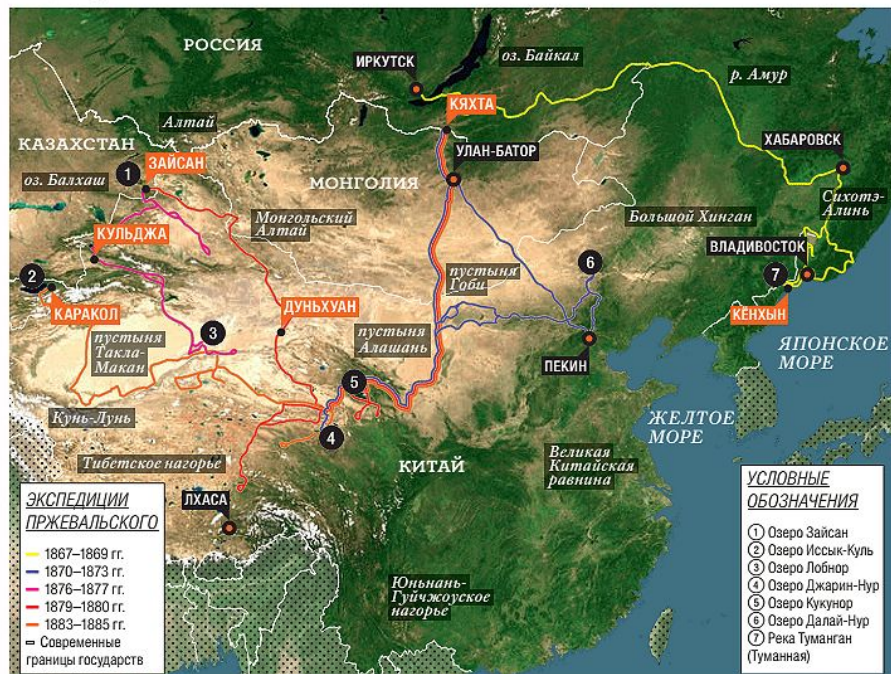 РОССИЯ
ИРКУТСК
оз. Байкал
р. Амур
КЯХТА
Алтай
КАЗАХСТАН
ЗАЙСАН
1
оз. Балхаш
УЛАН-БАТОР
МОНГОЛИЯ
ХАБАРОВСК
Сихотэ-
Алинь
Монгольский
Алтай
Большой Хинган
КУЛЬДЖА
ВЛАДИВОСТОК
6
7
2
пустыня
Гоби
КАРАКОЛ
ДУНЬХУАН
КЁНХЫН
3
пустыня
Такла-
Макан
пустыня
Алашань
ПЕКИН
ЯПОНСКОЕ
МОРЕ
5
Кунь-Лунь
4
ЖЕЛТОЕ
МОРЕ
Тибетское нагорье
КИТАЙ
Великая
Китайская
равнина
ЛХАСА
Юньнань-
Гуйчжоуское
нагорье
ЭКСПЕДИЦИИ
ПРЖЕВАЛЬСКОГО
1867–1869 гг.
1870–1873 гг.
1876–1877 гг.
1879–1880 гг.
1883–1885 гг.
Современные
границы государств
УСЛОВНЫЕ
ОБОЗНАЧЕНИЯ
1 Озеро Зайсан
2 Озеро Иссык-Куль
3 Озеро Лобнор
4 Озеро Джарин-Нур
5 Озеро Кукунор
6 Озеро Далай-Нур
7 Река Туманган
(Туманная)